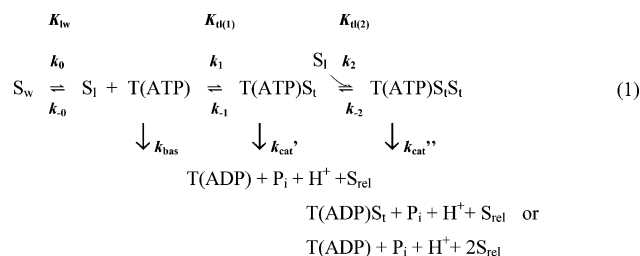 K_lw K_tl(1) K_tl(2)
k_0 k_1 S_l k_2
S_w ⇌ S_l + T(ATP) ⇌ T(ATP)S_t ⇌ T(ATP)S_tS_t (1)
k_-0 k_-1 k_-2
↓ k_bas ↓ k_cat' ↓ k_cat''
T(ADP) + P_i + H^+ +S_rel
T(ADP)S_t + P_i + H^+ + S_rel or
T(ADP) + P_i + H^+ + 2S_rel